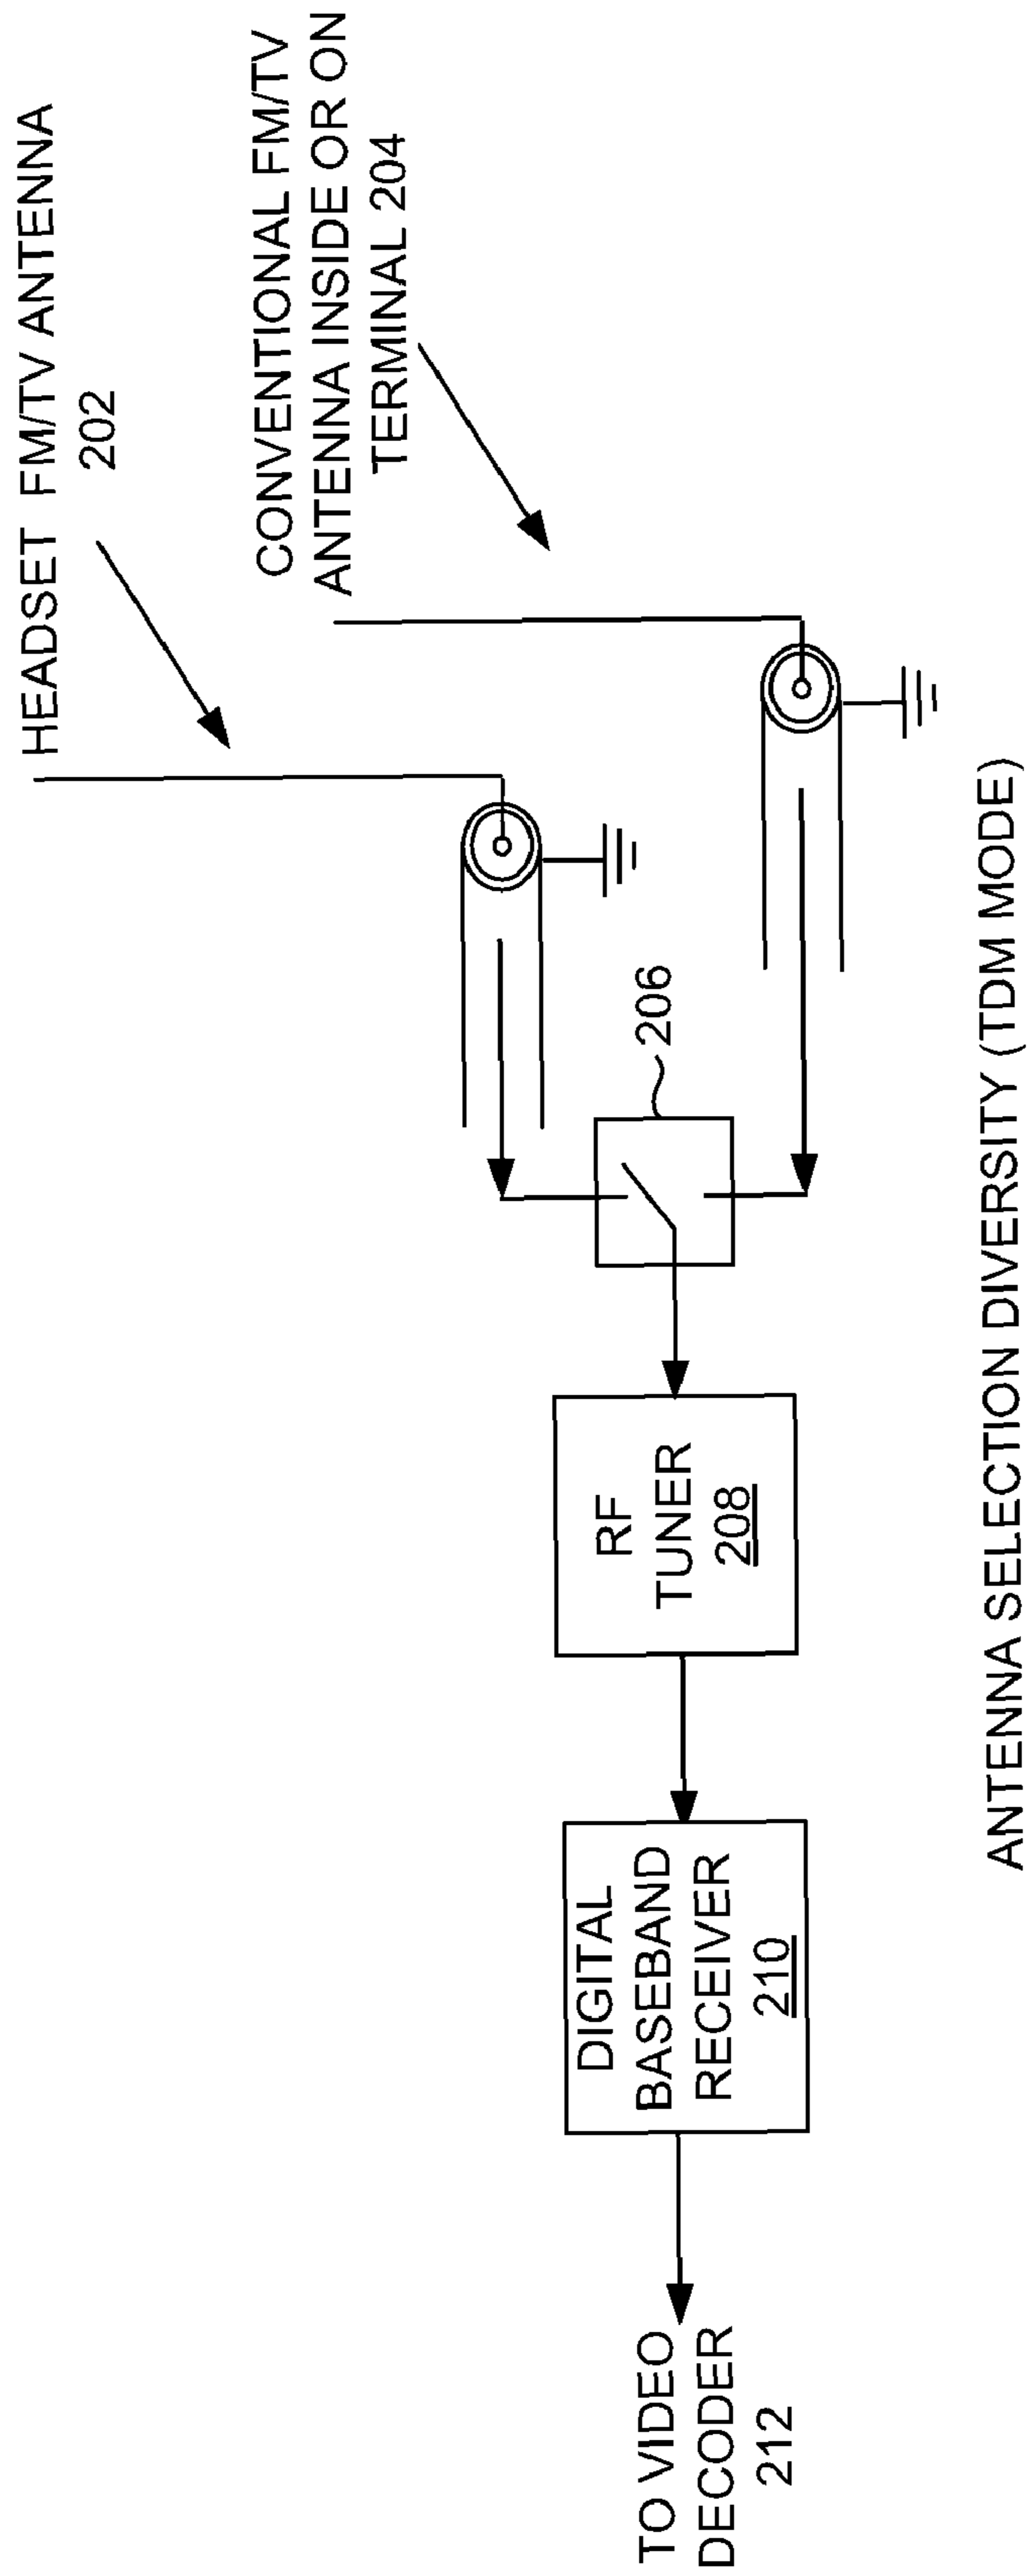 HEADSET FM/TV ANTENNA
202
CONVENTIONAL FM/TV
ANTENNA INSIDE OR ON
TERMINAL 204
206
RF
TUNER
208
DIGITAL
BASEBAND
RECEIVER
210
TO VIDEO
DECODER
212
ANTENNA SELECTION DIVERSITY (TDM MODE)